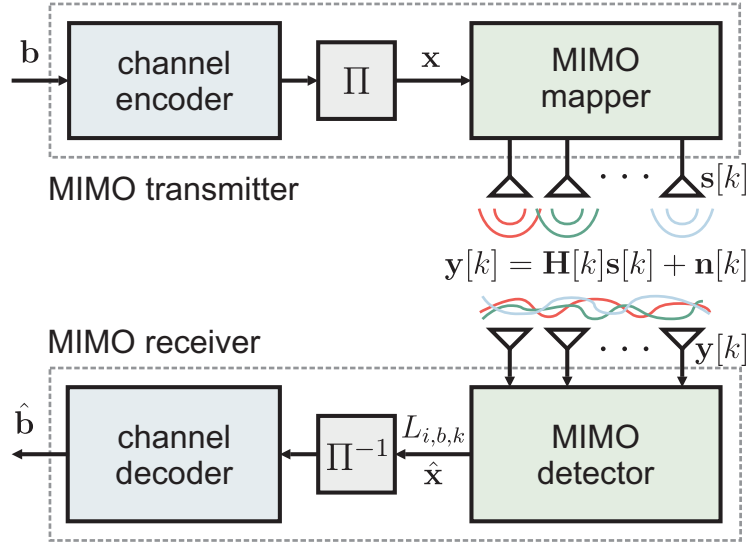 b
channel
encoder
Π
x
MIMO
mapper
MIMO transmitter
· · ·
s[k]
y[k] = H[k]s[k] + n[k]
MIMO receiver
· · ·
y[k]
b̂
channel
decoder
Π⁻¹
L_{i,b,k}
x̂
MIMO
detector